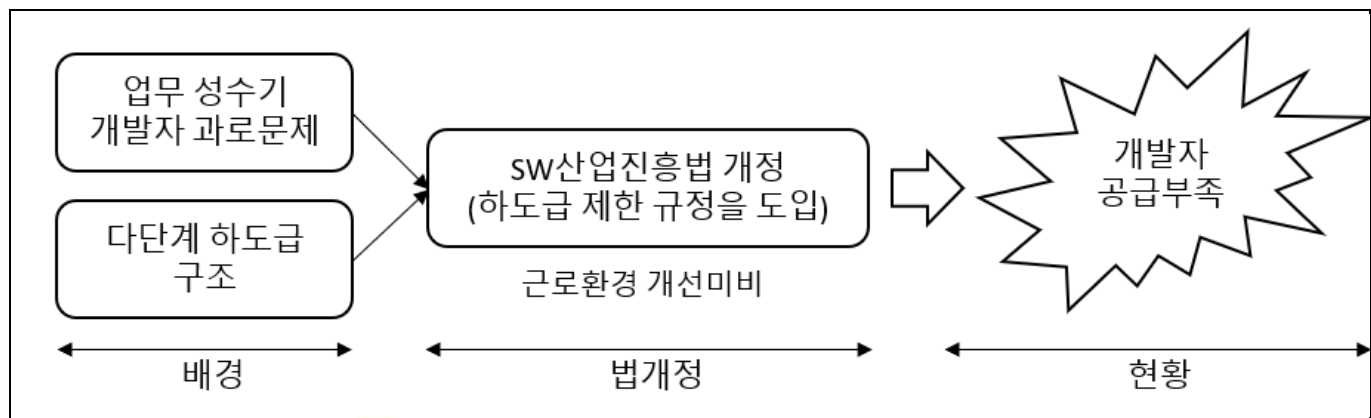 업무 성수기
개발자 과로문제
다단계 하도급
구조
SW산업진흥법 개정
(하도급 제한 규정을 도입)
근로환경 개선미비
개발자
공급부족
배경
법개정
현황